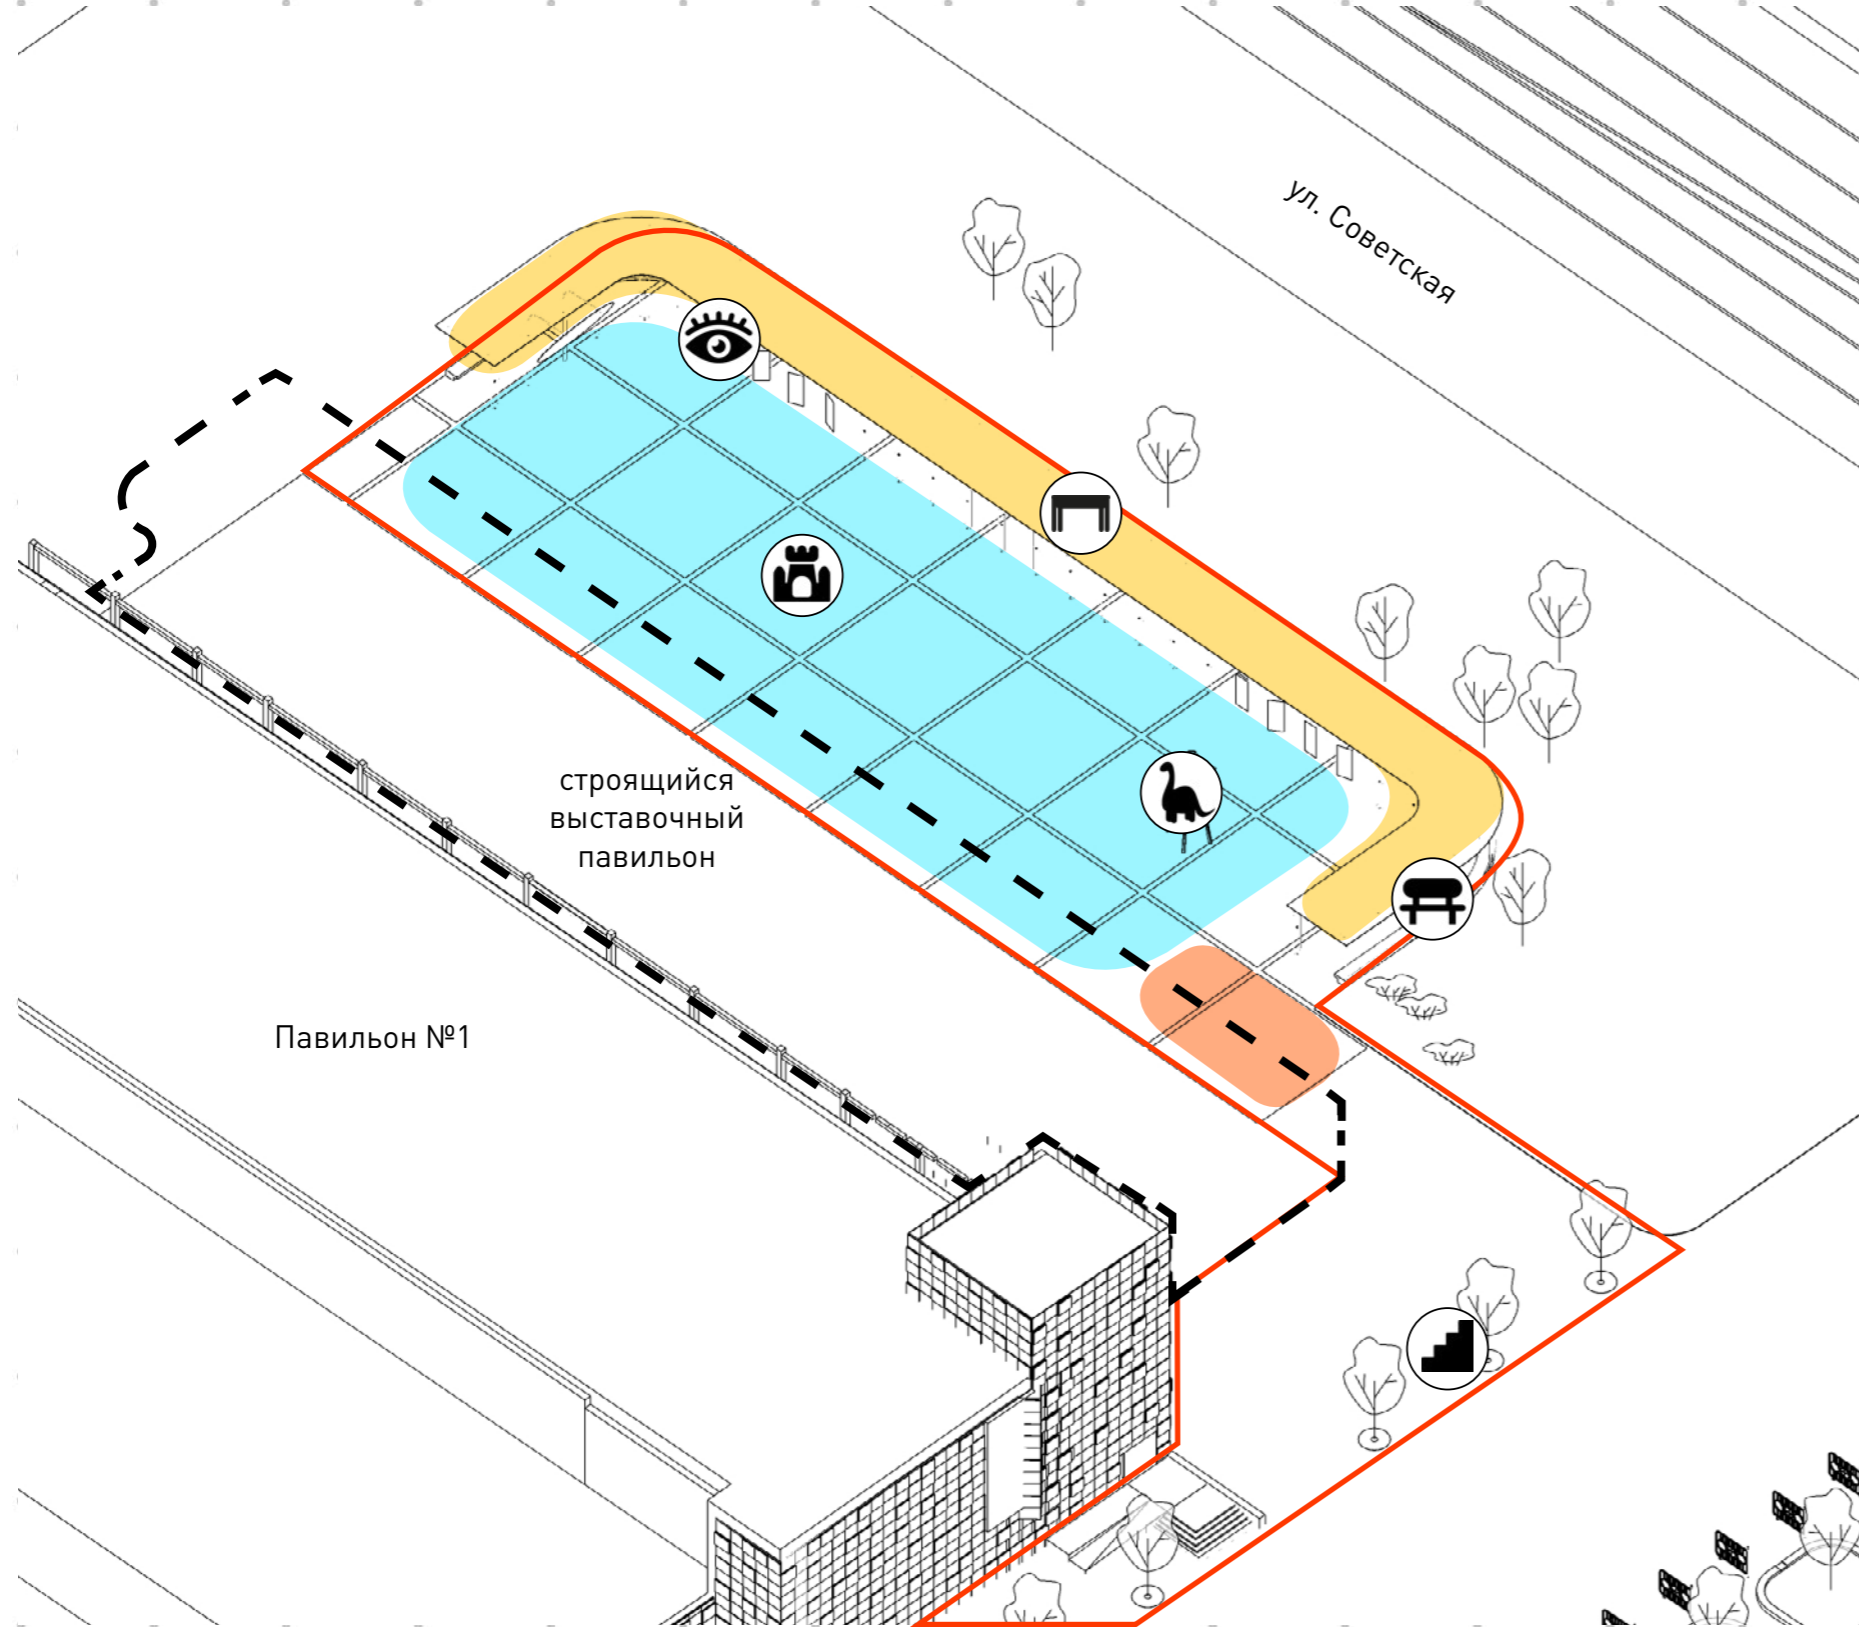 ул. Советская
строящийся
выставочный
павильон
Павильон №1